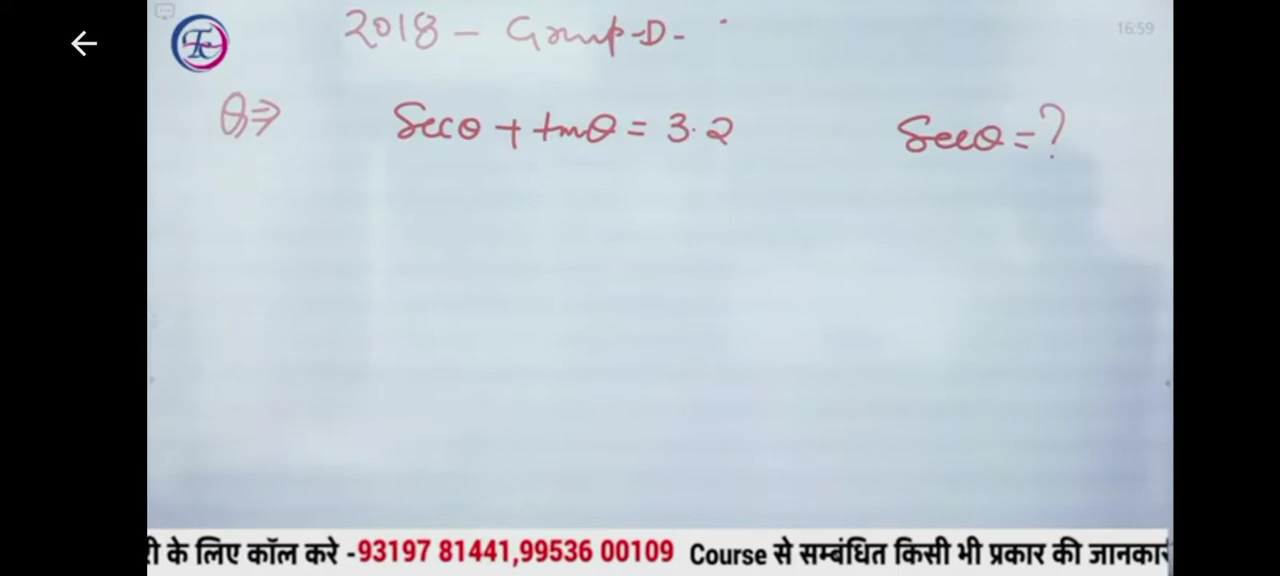 16:59
2018 - Group-D-
Q⇒ Secθ + tanθ = 3.2 Secθ = ?
ी के लिए कॉल करे -93197 81441,99536 00109 Course से सम्बंधित किसी भी प्रकार की जानकार